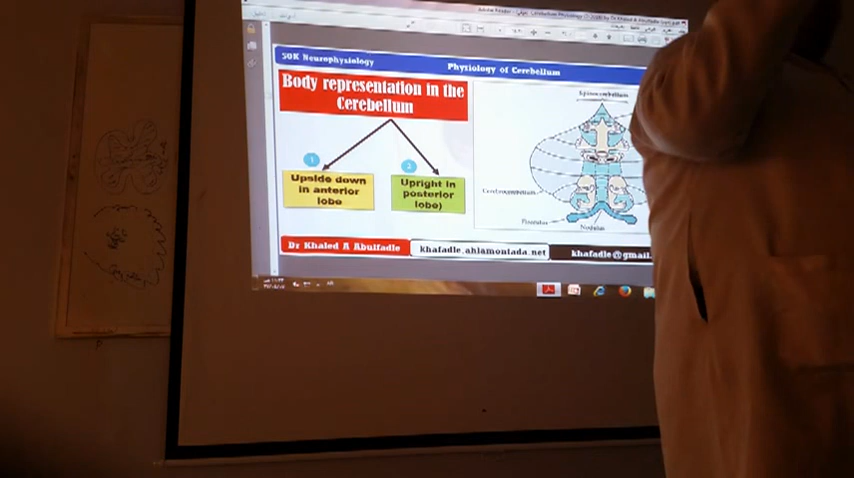 50K Neurophysiology
Physiology of Cerebellum
Body representation in the
Cerebellum
1
2
Upside down
in anterior
lobe
Upright in
posterior
lobe)
Spinocerebellum
Cerebrocerebellum
Flocculus
Nodulus
Dr Khaled A Abulfadle
khafadle.ahlamontada.net
khafadle@gmail.